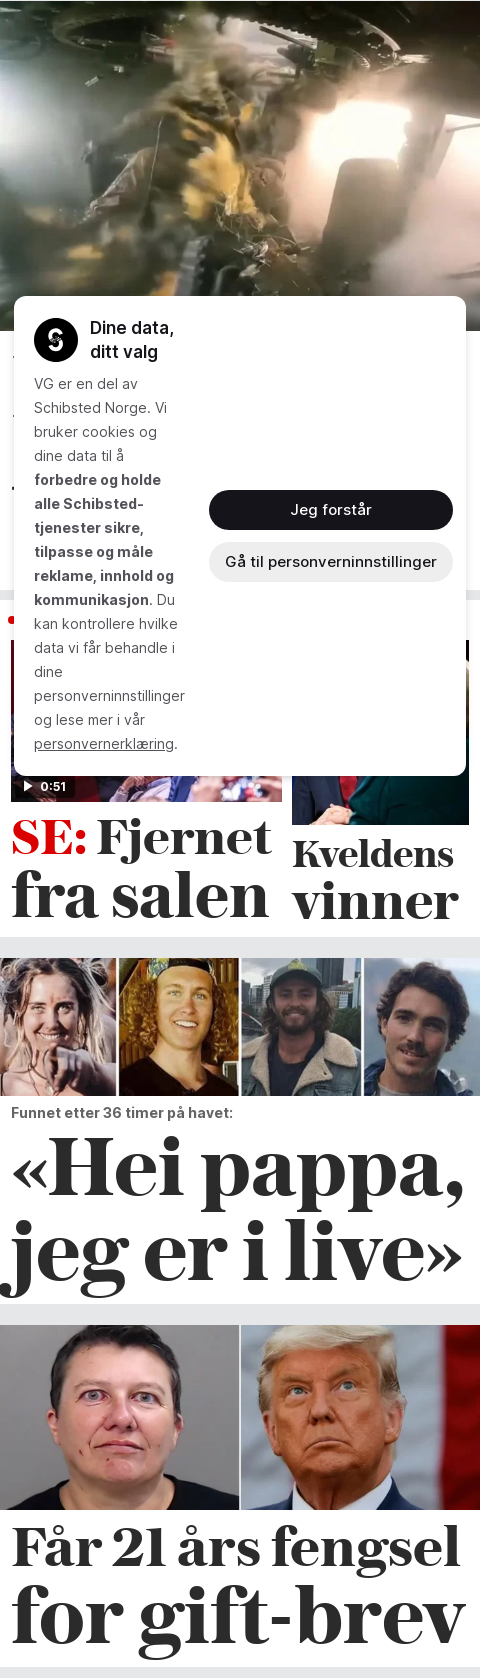 Dine data,
ditt valg
VG er en del av
Schibsted Norge. Vi
bruker cookies og
dine data til å
forbedre og holde
alle Schibsted-
tjenester sikre,
tilpasse og måle
reklame, innhold og
kommunikasjon. Du
kan kontrollere hvilke
data vi får behandle i
dine
personverninnstillinger
og lese mer i vår
personvernerklæring.
Jeg forstår
Gå til personverninnstillinger
0:51
SE: Fjernet
fra salen
Kveldens
vinner
Funnet etter 36 timer på havet:
«Hei pappa,
jeg er i live»
Får 21 års fengsel
for gift-brev